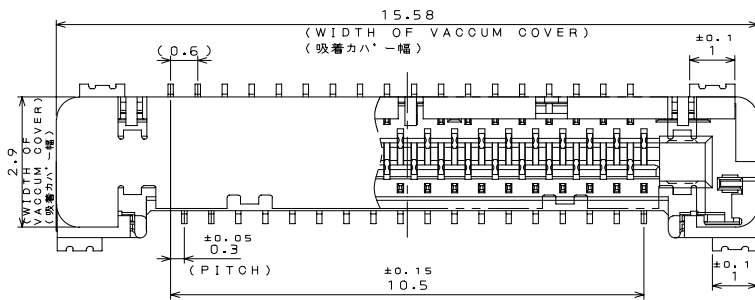 15.58
(WIDTH OF VACCUM COVER)
(吸着カバー幅)
(0.6)
±0.1
1
2.9
(WIDTH OF
VACCUM COVER)
(吸着カバー幅)
±0.05
0.3
(PITCH)
±0.15
10.5
±0.1
1